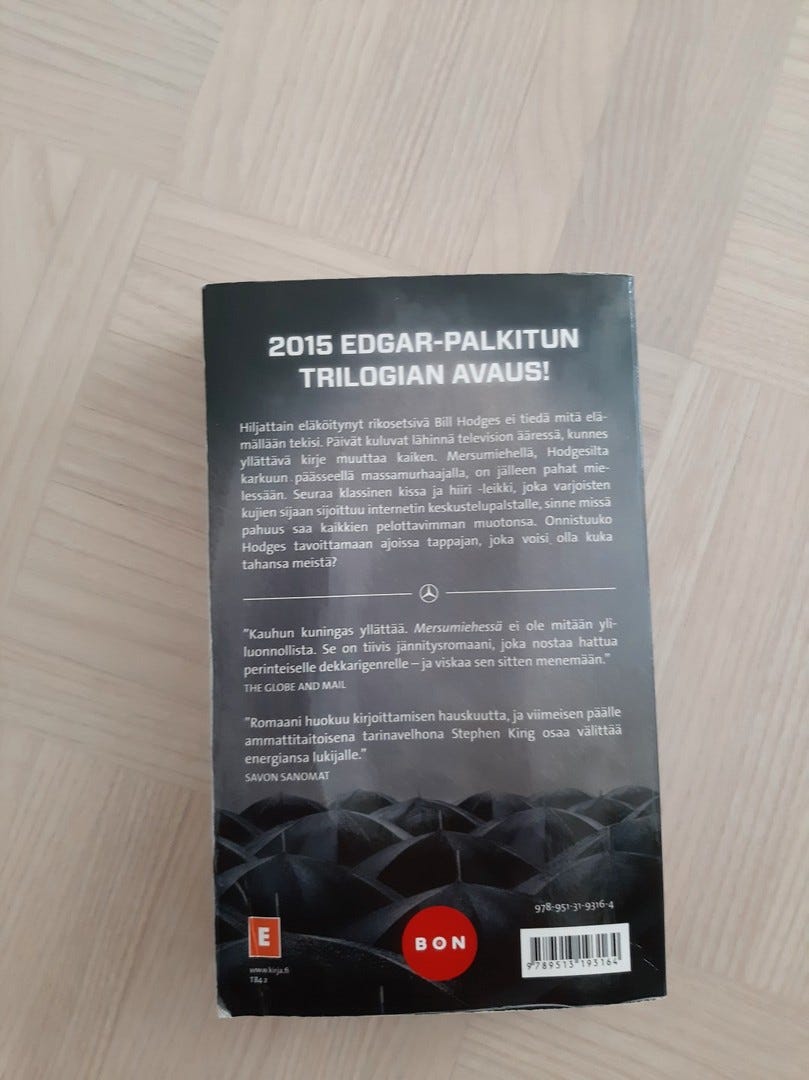 2015 EDGAR-PALKITUN
TRILOGIAN AVAUS!
Hiljattain eläköitynyt rikosetsivä Bill Hodges ei tiedä mitä elä-
mällään tekisi. Päivät kuluvat lähinnä television ääressä, kunnes
yllättävä kirje muuttaa kaiken. Mersumiehellä, Hodgesilta
karkuun päässeellä massamurhaajalla, on jälleen pahat mie-
lessään. Seuraa klassinen kissa ja hiiri -leikki, joka varjoisten
kujien sijaan sijoittuu internetin keskustelupalstalle, sinne missä
pahuus saa kaikkien pelottavimman muotonsa. Onnistuuko
Hodges tavoittamaan ajoissa tappajan, joka voisi olla kuka
tahansa meistä?
"Kauhun kuningas yllättää. Mersumiehessä ei ole mitään yli-
luonnollista. Se on tiivis jännitysromaani, joka nostaa hattua
perinteiselle dekkarigenrelle – ja viskaa sen sitten menemään."
THE GLOBE AND MAIL
"Romaani huokuu kirjoittamisen hauskuutta, ja viimeisen päälle
ammattitaitoisena tarinavelhona Stephen King osaa välittää
energiansa lukijalle."
SAVON SANOMAT
978-951-31-9316-4
E
BON
www.kirja.fi
T84.2
9 789513 193164